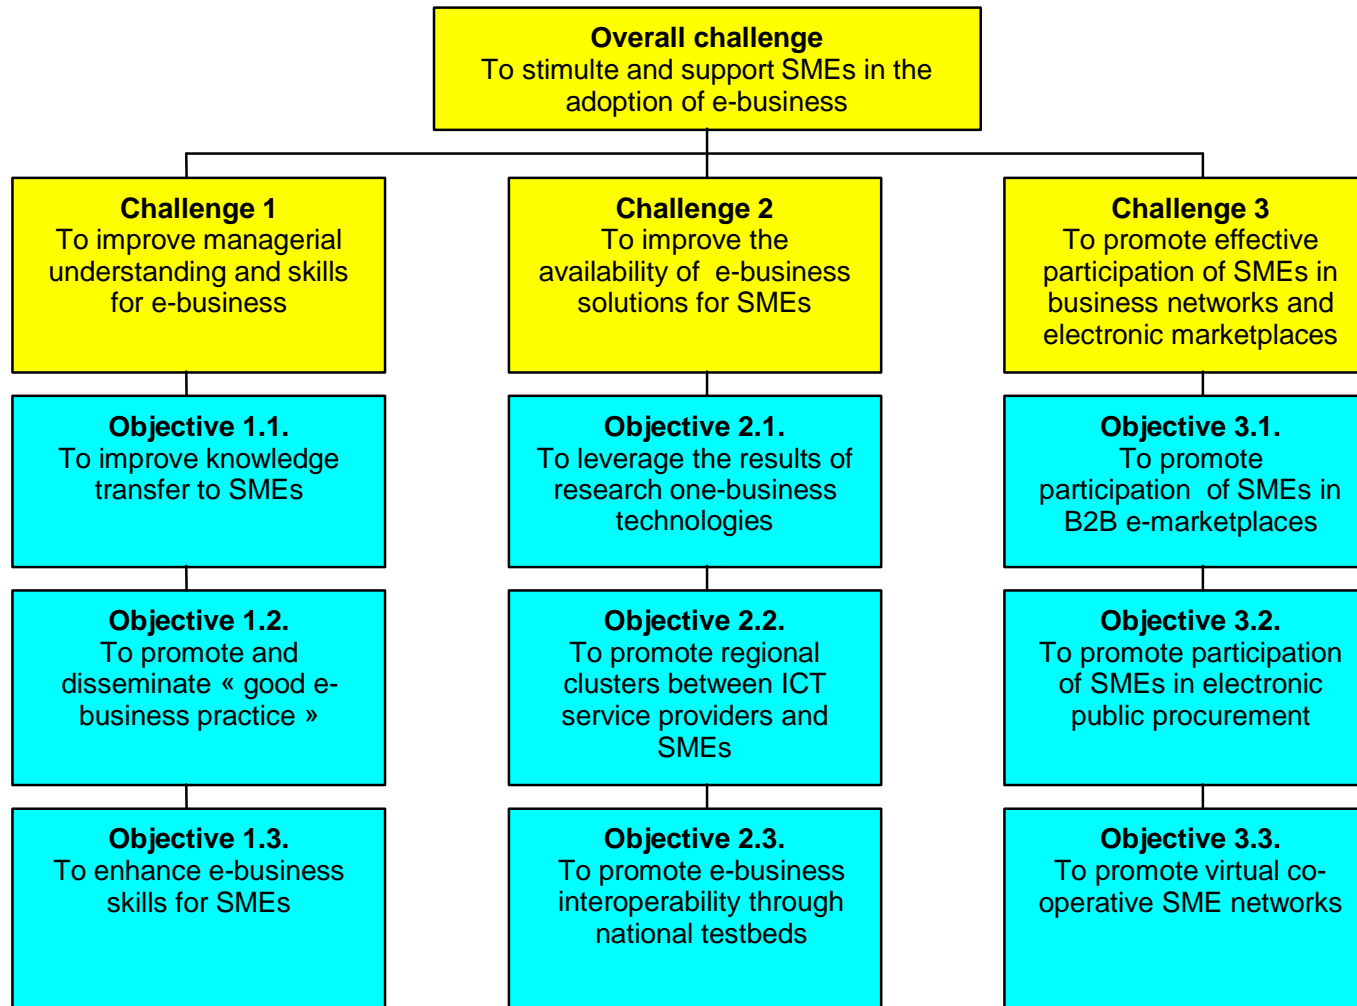 Overall challenge
To stimulte and support SMEs in the
adoption of e-business
Challenge 1
To improve managerial
understanding and skills
for e-business
Challenge 2
To improve the
availability of  e-business
solutions for SMEs
Challenge 3
To promote effective
participation of SMEs in
business networks and
electronic marketplaces
Objective 1.1.
To improve knowledge
transfer to SMEs
Objective 2.1.
To leverage the results of
research one-business
technologies
Objective 3.1.
To promote
participation  of SMEs in
B2B e-marketplaces
Objective 1.2.
To promote and
disseminate « good e-
business practice »
Objective 2.2.
To promote regional
clusters between ICT
service providers and
SMEs
Objective 3.2.
To promote participation
of SMEs in electronic
public procurement
Objective 1.3.
To enhance e-business
skills for SMEs
Objective 2.3.
To promote e-business
interoperability through
national testbeds
Objective 3.3.
To promote virtual co-
operative SME networks